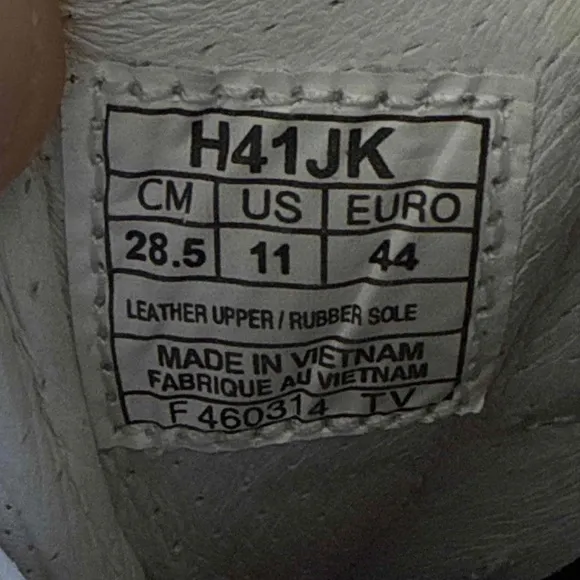 H41JK
CM US EURO
28.5 11 44
LEATHER UPPER / RUBBER SOLE
MADE IN VIETNAM
FABRIQUE AU VIETNAM
F 460314 TV